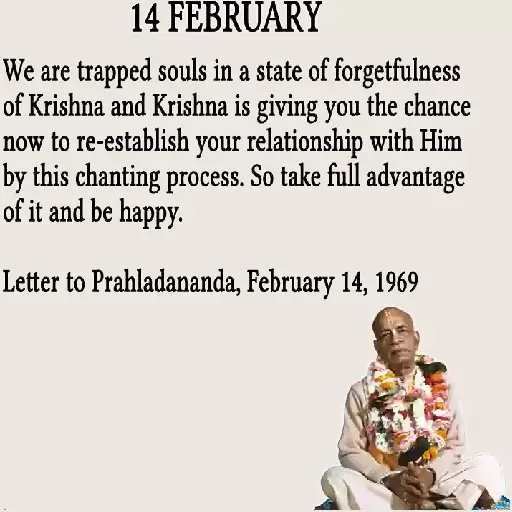 14 FEBRUARY
We are trapped souls in a state of forgetfulness
of Krishna and Krishna is giving you the chance
now to re-establish your relationship with Him
by this chanting process. So take full advantage
of it and be happy.
Letter to Prahladananda, February 14, 1969